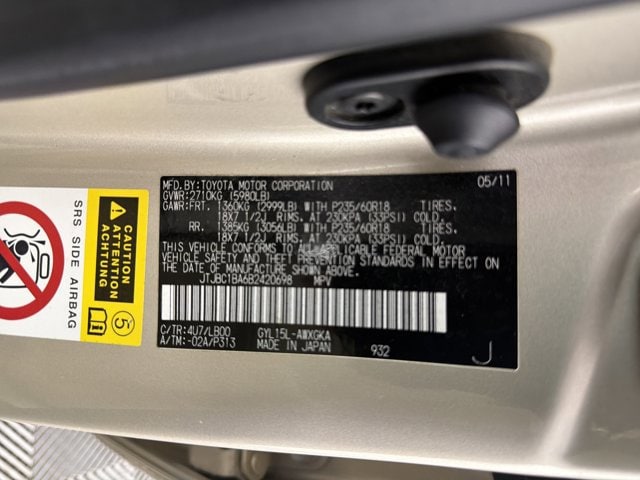 MFD.BY:TOYOTA MOTOR CORPORATION 05/11
GVWR:2710KG (5980LB)
GAWR:FRT. 1360KG (2999LB) WITH P235/60R18 TIRES.
18X7 1/2J RIMS. AT 230KPA (33PSI) COLD.
RR. 1385KG (3056LB) WITH P235/60R18 TIRES.
18X7 1/2J RIMS. AT 230KPA (33PSI) COLD.
THIS VEHICLE CONFORMS TO ALL APPLICABLE FEDERAL MOTOR
VEHICLE SAFETY AND THEFT PREVENTION STANDARDS IN EFFECT ON
THE DATE OF MANUFACTURE SHOWN ABOVE.
JTJBC1BA6B2420698 MPV
C/TR:4U7/LB00 GYL15L-AWXGKA
A/TM:-02A/P313 MADE IN JAPAN 932 J
SRS SIDE AIRBAG
CAUTION
ATTENTION
ACHTUNG
5